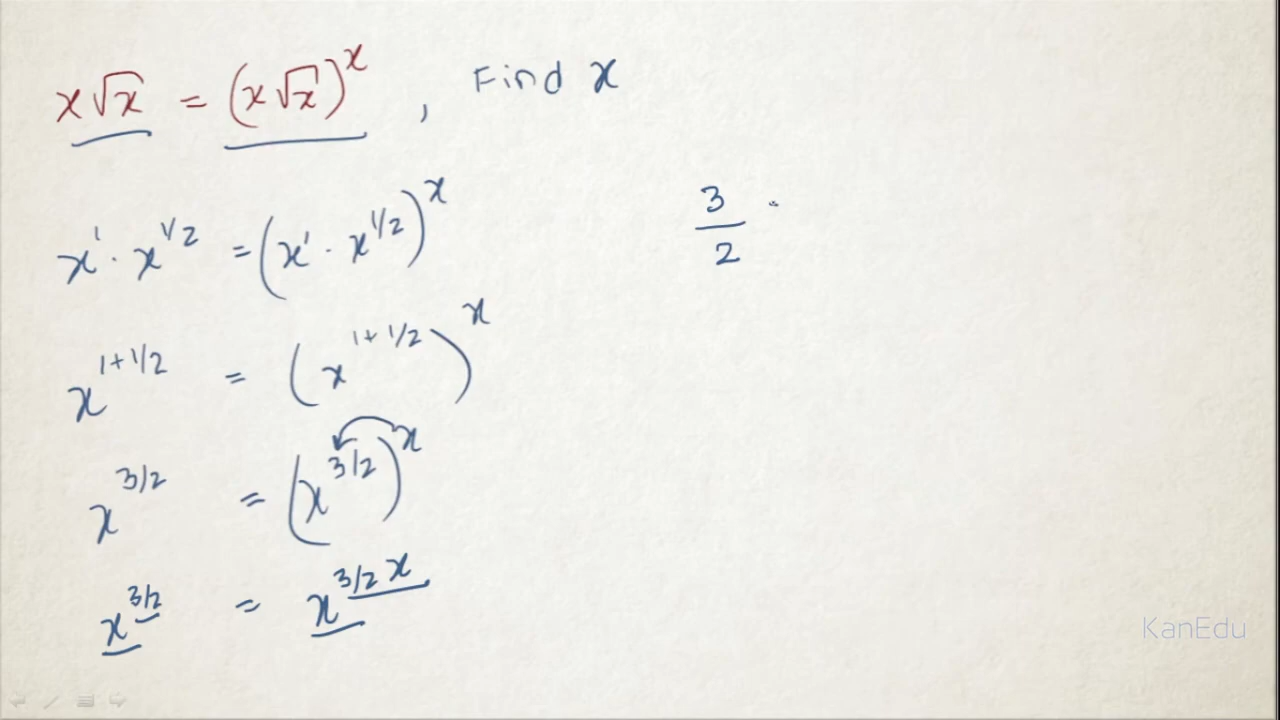 x√x = (x√x)^x , Find x
x^1 · x^1/2 = (x^1 · x^1/2)^x
3/2
x^1+1/2 = (x^1+1/2)^x
x^3/2 = (x^3/2)^x
x^3/2 = x^3/2 x
KanEdu